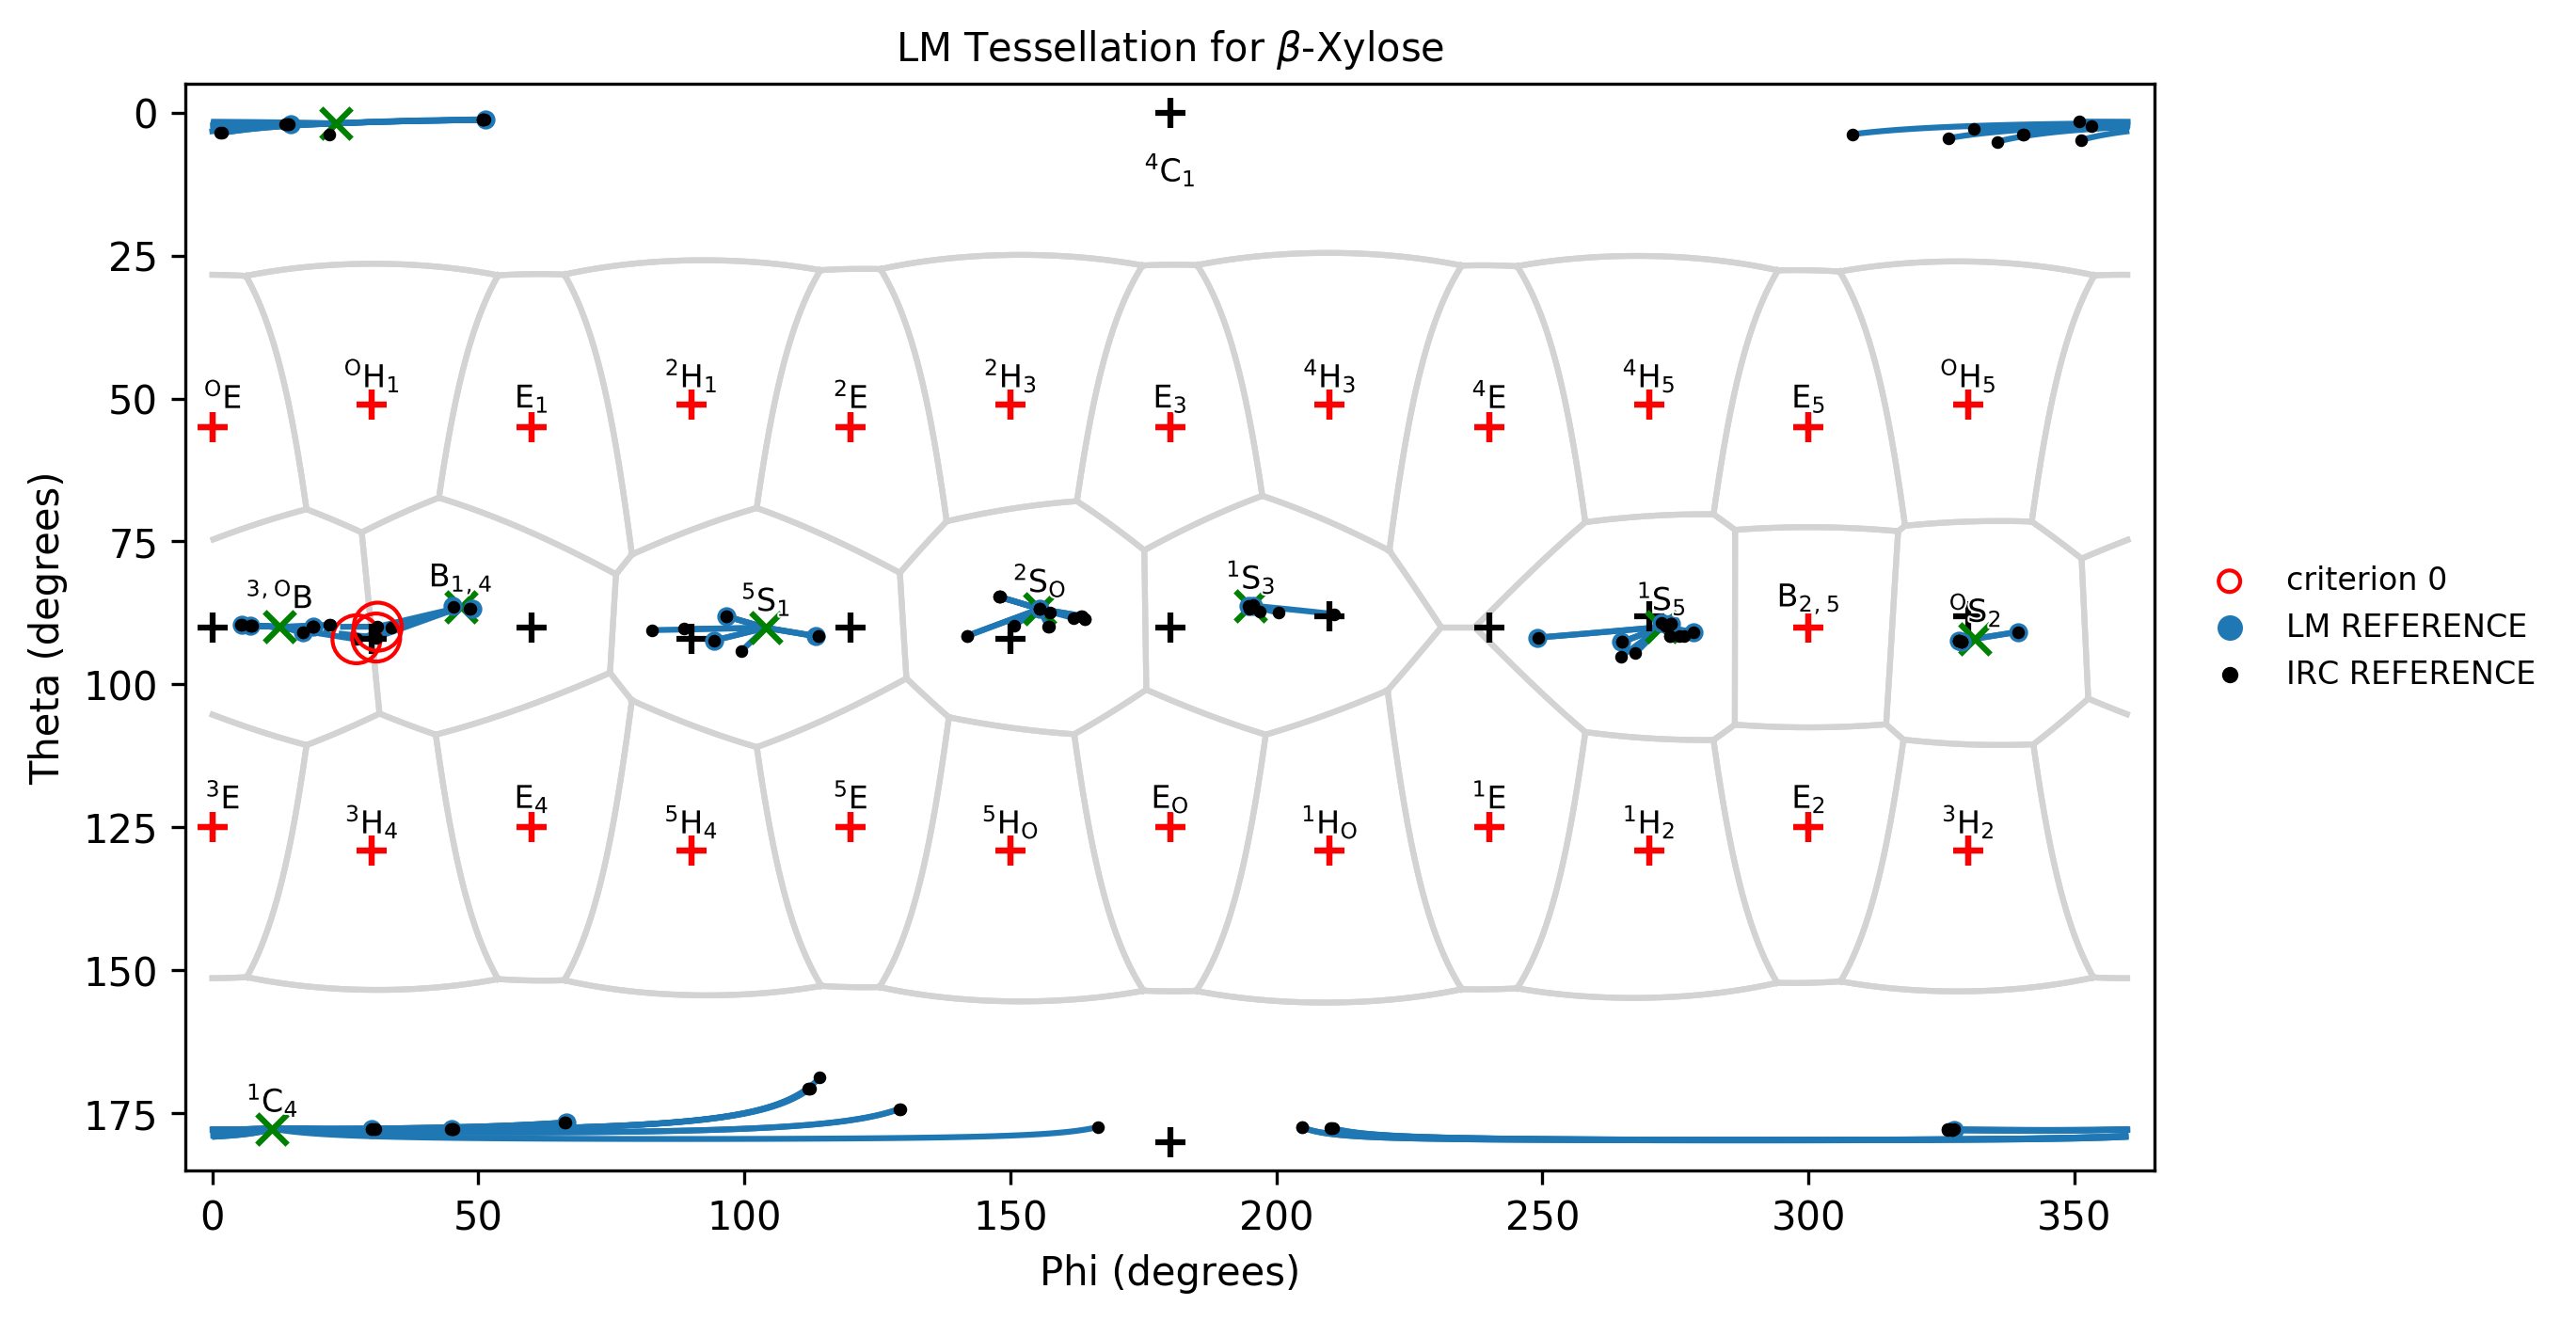 LM Tessellation for β-Xylose
Theta (degrees)
0
25
50
75
100
125
150
175
⁴C₁
ᴼE
ᴼH₁
E₁
²H₁
²E
²H₃
E₃
⁴H₃
⁴E
⁴H₅
E₅
ᴼH₅
³,ᴼB
B₁,₄
⁵S₁
²Sₒ
¹S₃
¹S₅
B₂,₅
ᴼS₂
³E
³H₄
E₄
⁵H₄
⁵E
⁵Hₒ
Eₒ
¹Hₒ
¹E
¹H₂
E₂
³H₂
¹C₄
0
50
100
150
200
250
300
350
Phi (degrees)
criterion 0
LM REFERENCE
IRC REFERENCE